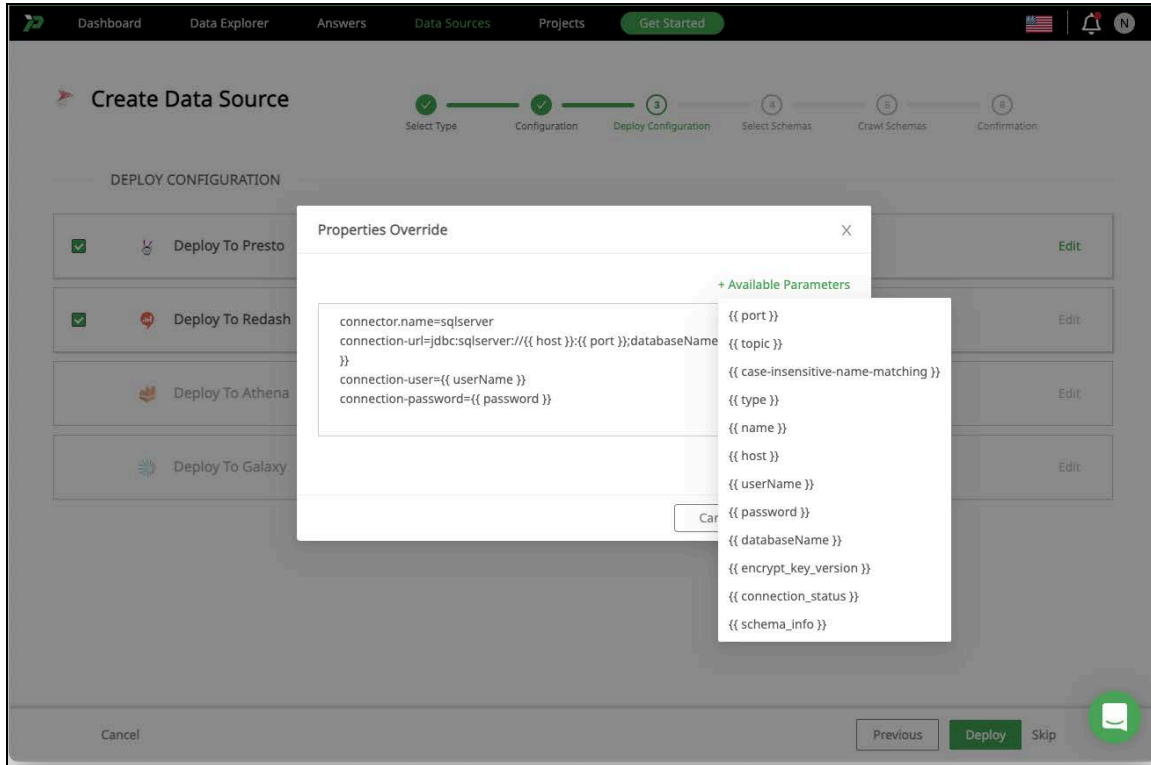 Dashboard Data Explorer Answers Data Sources Projects Get Started N
Create Data Source
3 4 5 6
Select Type Configuration Deploy Configuration Select Schemas Crawl Schemas Confirmation
DEPLOY CONFIGURATION
Deploy To Presto Edit
Deploy To Redash Edit
Deploy To Athena Edit
Deploy To Galaxy Edit
Properties Override X
+ Available Parameters
connector.name=sqlserver
connection-url=jdbc:sqlserver://{{ host }}:{{ port }};databaseName
}}
connection-user={{ userName }}
connection-password={{ password }}
{{ port }}
{{ topic }}
{{ case-insensitive-name-matching }}
{{ type }}
{{ name }}
{{ host }}
{{ userName }}
{{ password }}
{{ databaseName }}
{{ encrypt_key_version }}
{{ connection_status }}
{{ schema_info }}
Cancel Previous Deploy Skip